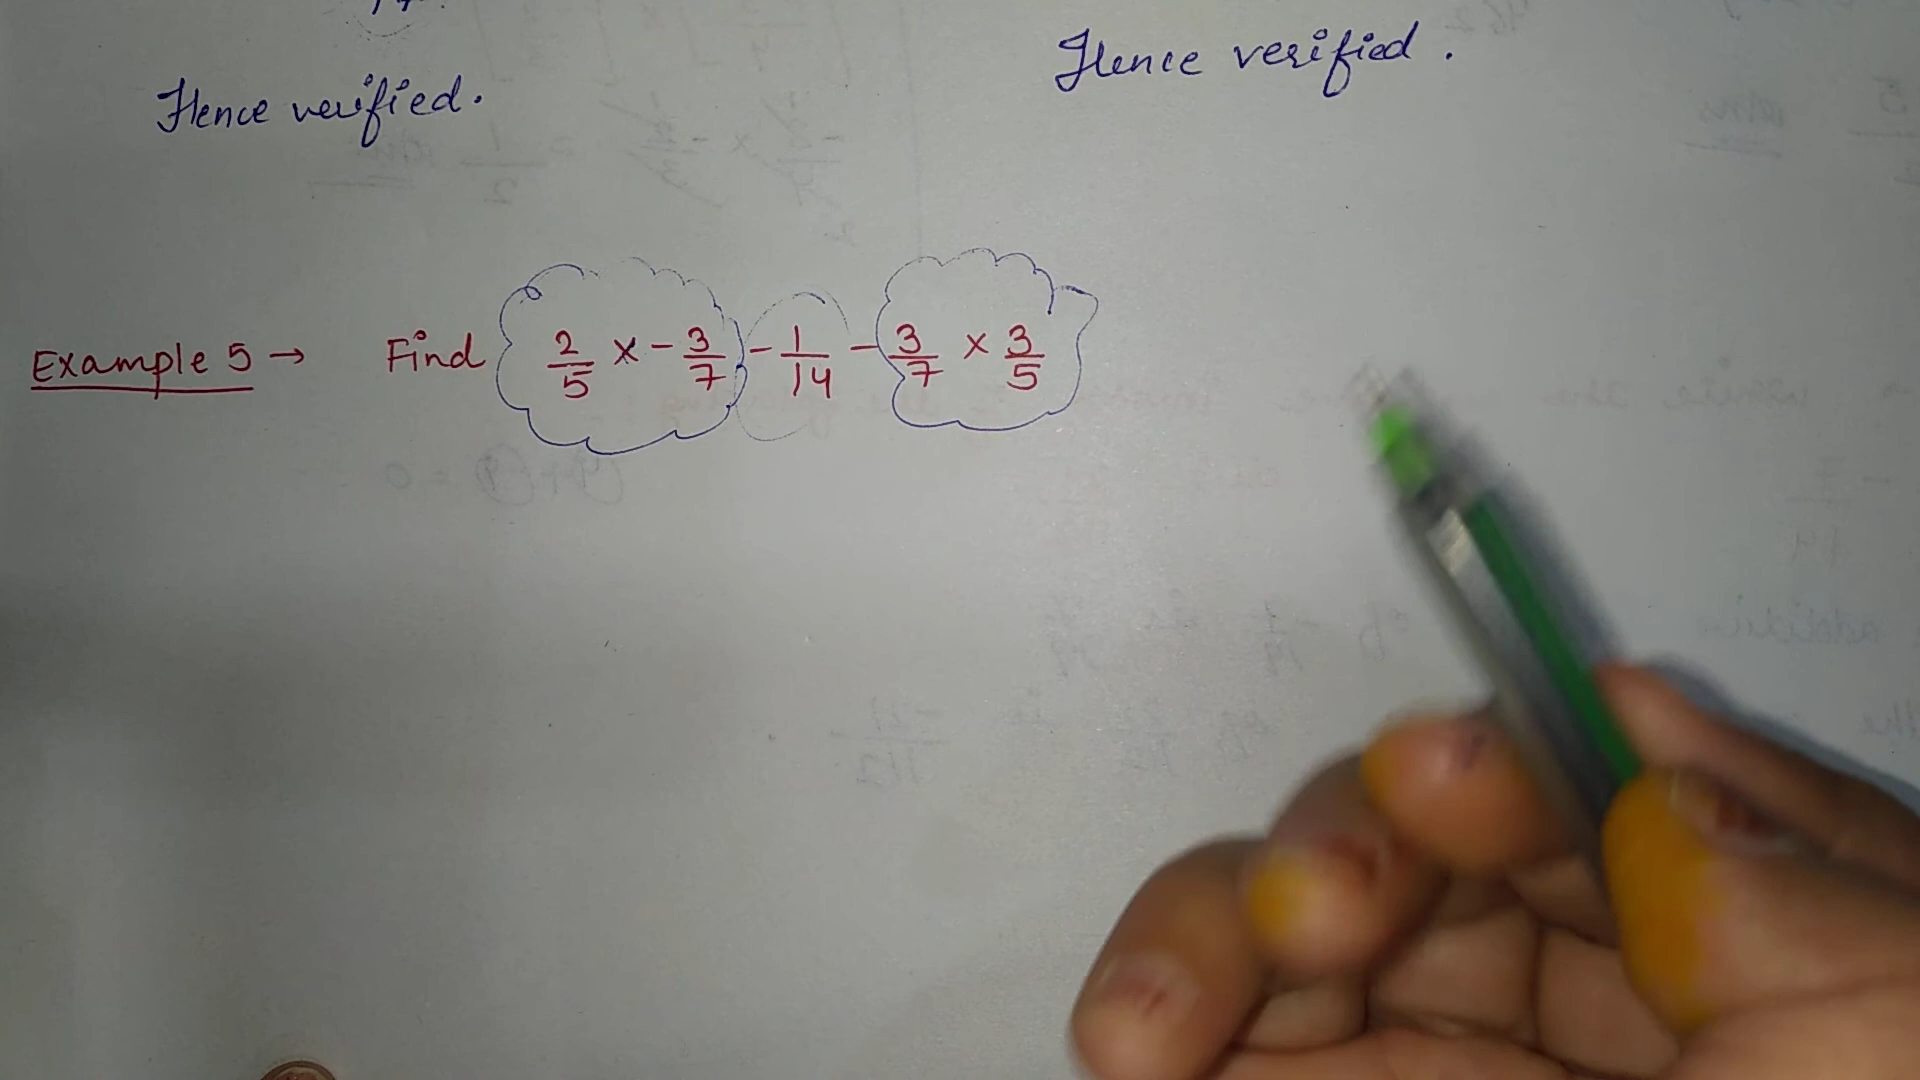 Hence verified.
Hence verified.
Example 5 → Find 2/5 × -3/7 - 1/14 - 3/7 × 3/5